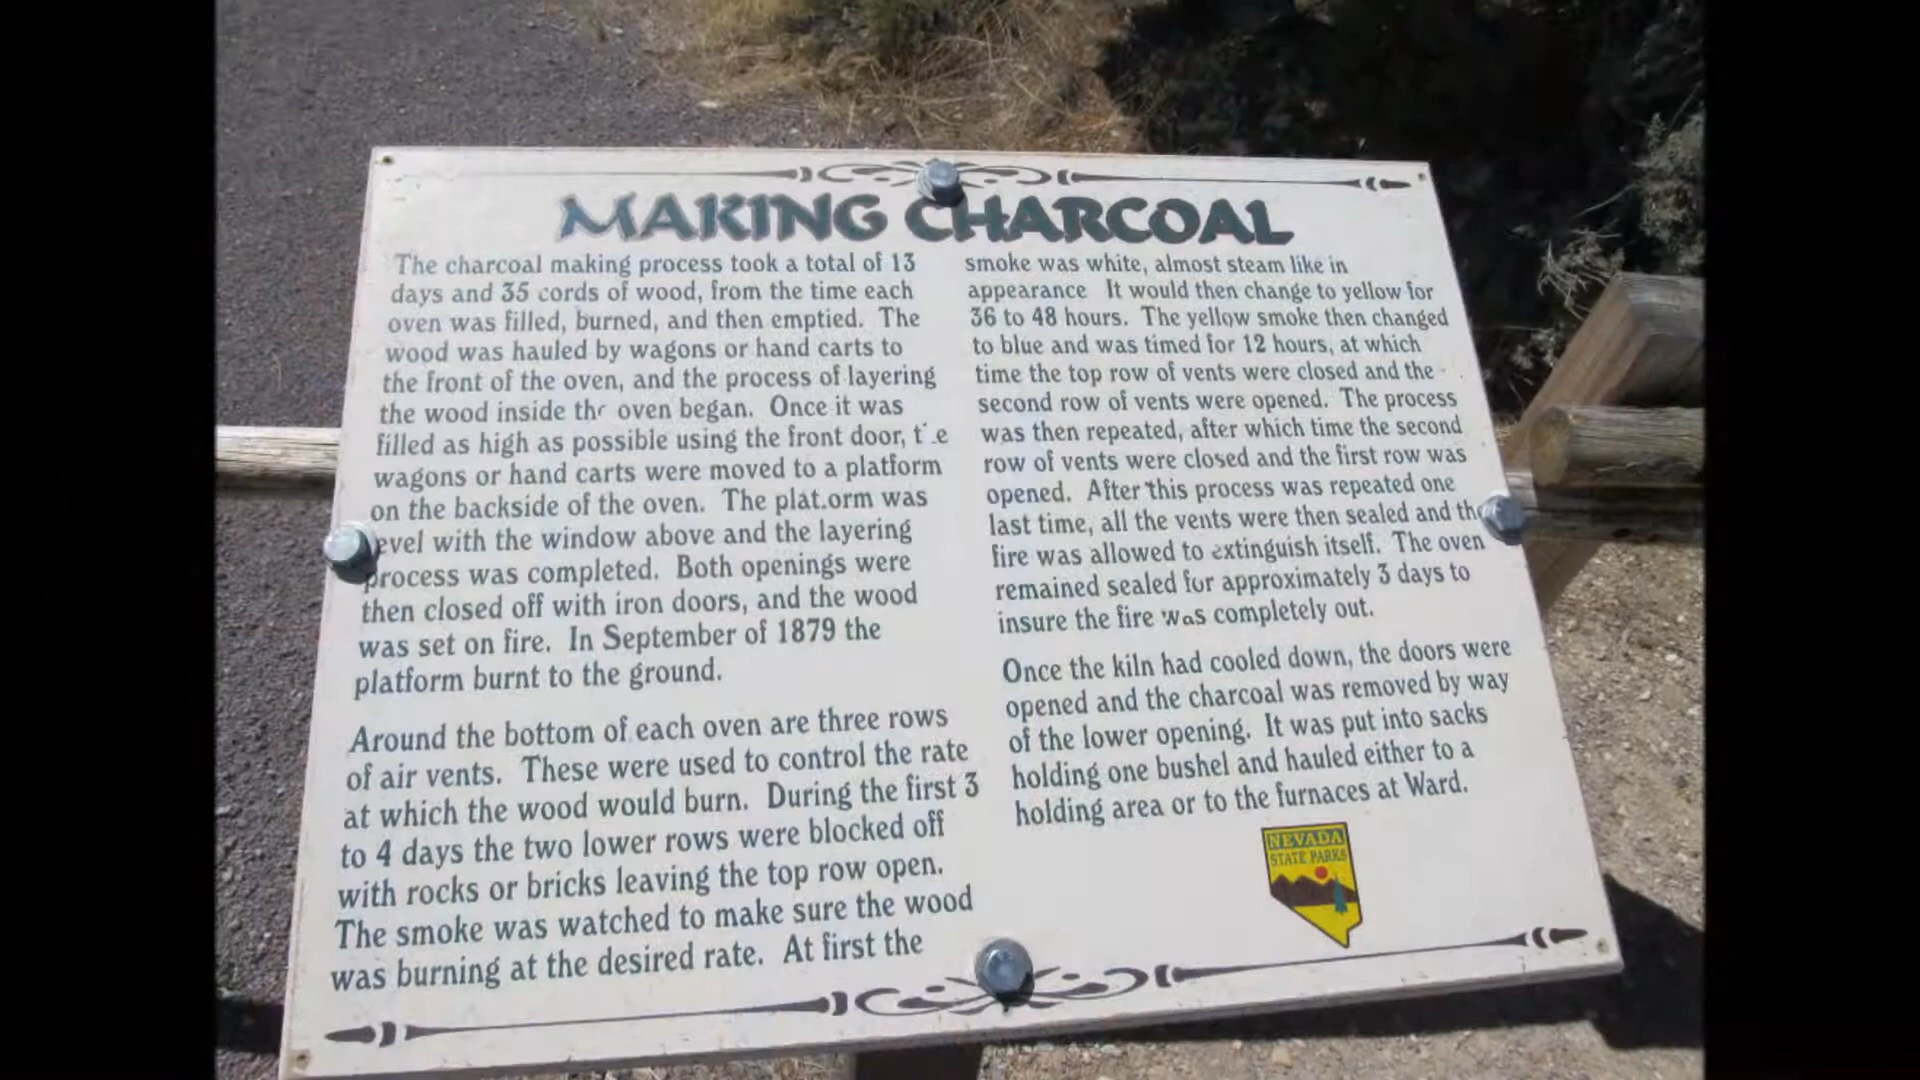 MAKING CHARCOAL
The charcoal making process took a total of 13
days and 35 cords of wood, from the time each
oven was filled, burned, and then emptied. The
wood was hauled by wagons or hand carts to
the front of the oven, and the process of layering
the wood inside the oven began. Once it was
filled as high as possible using the front door, t e
wagons or hand carts were moved to a platform
on the backside of the oven. The plat.orm was
evel with the window above and the layering
process was completed. Both openings were
then closed off with iron doors, and the wood
was set on fire. In September of 1879 the
platform burnt to the ground.
Around the bottom of each oven are three rows
of air vents. These were used to control the rate
at which the wood would burn. During the first 3
to 4 days the two lower rows were blocked off
with rocks or bricks leaving the top row open.
The smoke was watched to make sure the wood
was burning at the desired rate. At first the
smoke was white, almost steam like in
appearance It would then change to yellow for
36 to 48 hours. The yellow smoke then changed
to blue and was timed for 12 hours, at which
time the top row of vents were closed and the
second row of vents were opened. The process
was then repeated, after which time the second
row of vents were closed and the first row was
opened. After this process was repeated one
last time, all the vents were then sealed and the
fire was allowed to extinguish itself. The oven
remained sealed for approximately 3 days to
insure the fire was completely out.
Once the kiln had cooled down, the doors were
opened and the charcoal was removed by way
of the lower opening. It was put into sacks
holding one bushel and hauled either to a
holding area or to the furnaces at Ward.
NEVADA
STATE PARKS